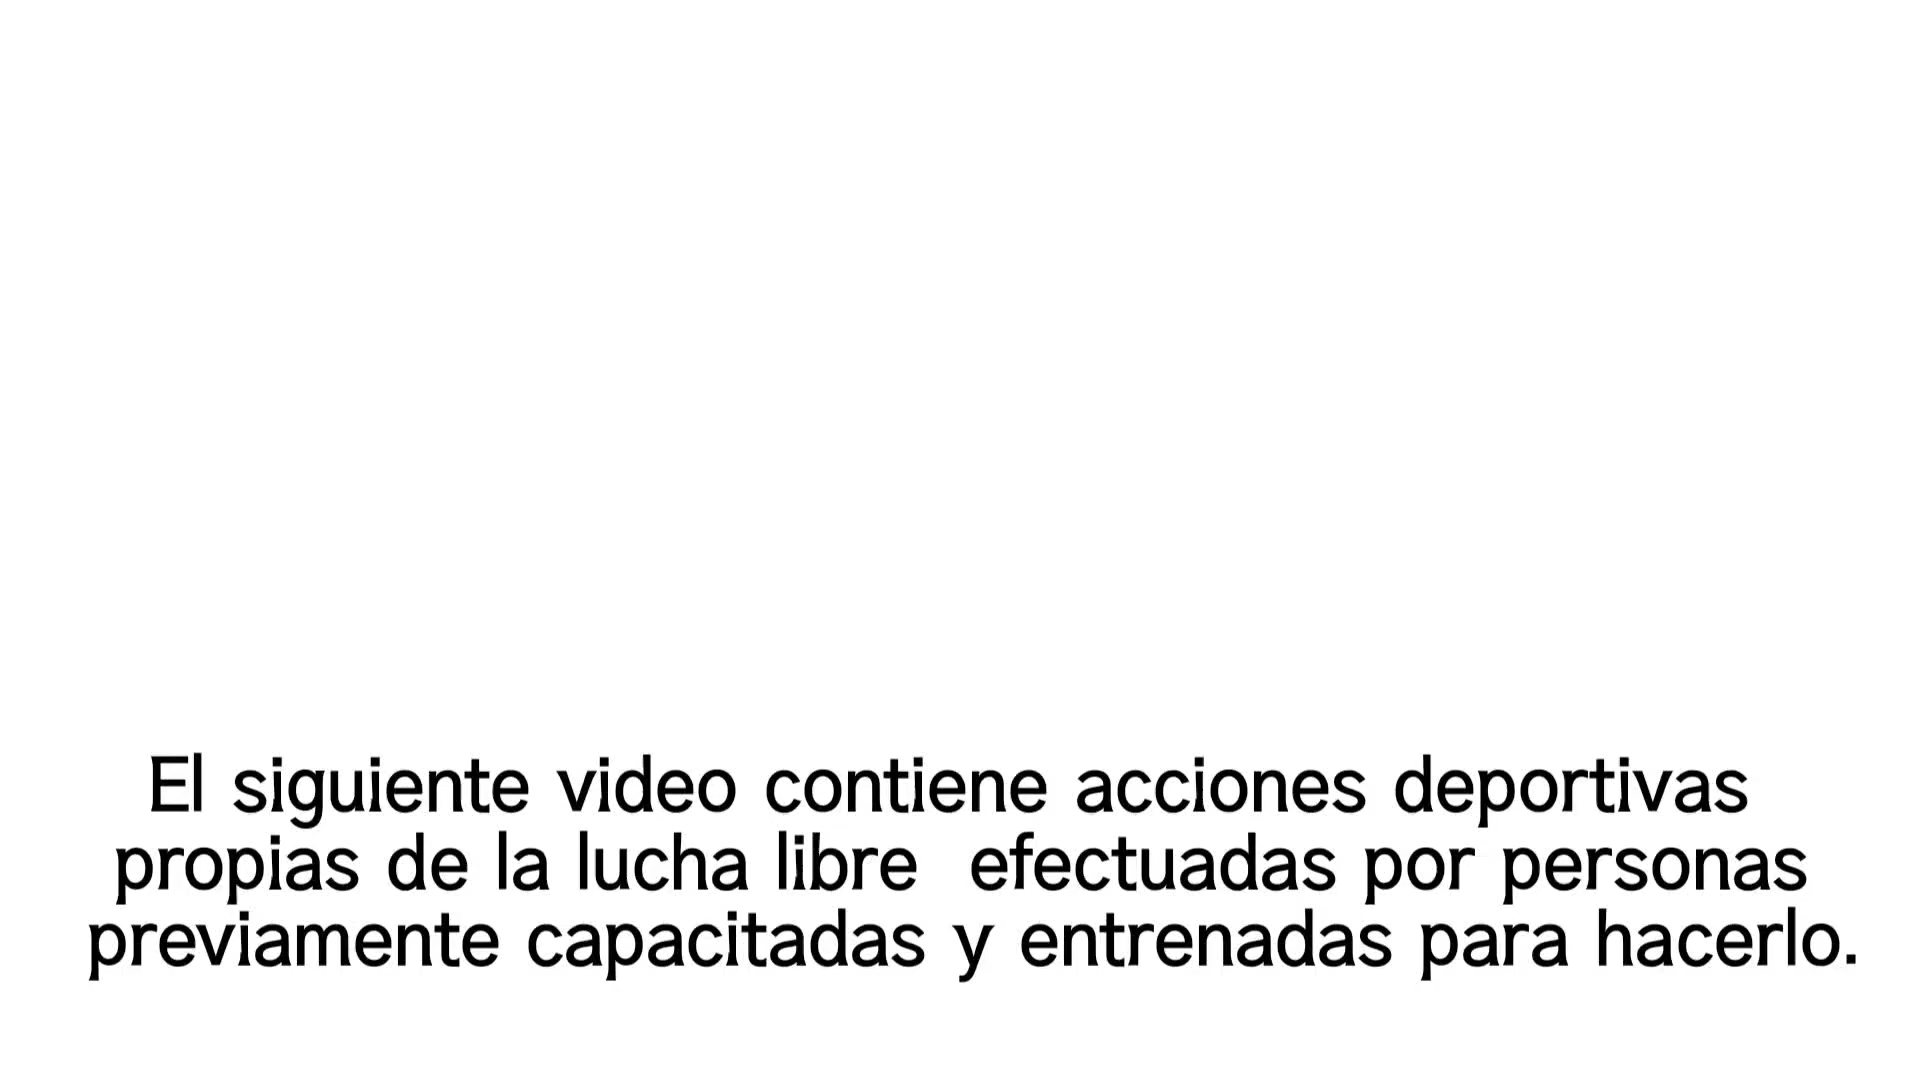 El siguiente video contiene acciones deportivas
propias de la lucha libre  efectuadas por personas
previamente capacitadas y entrenadas para hacerlo.